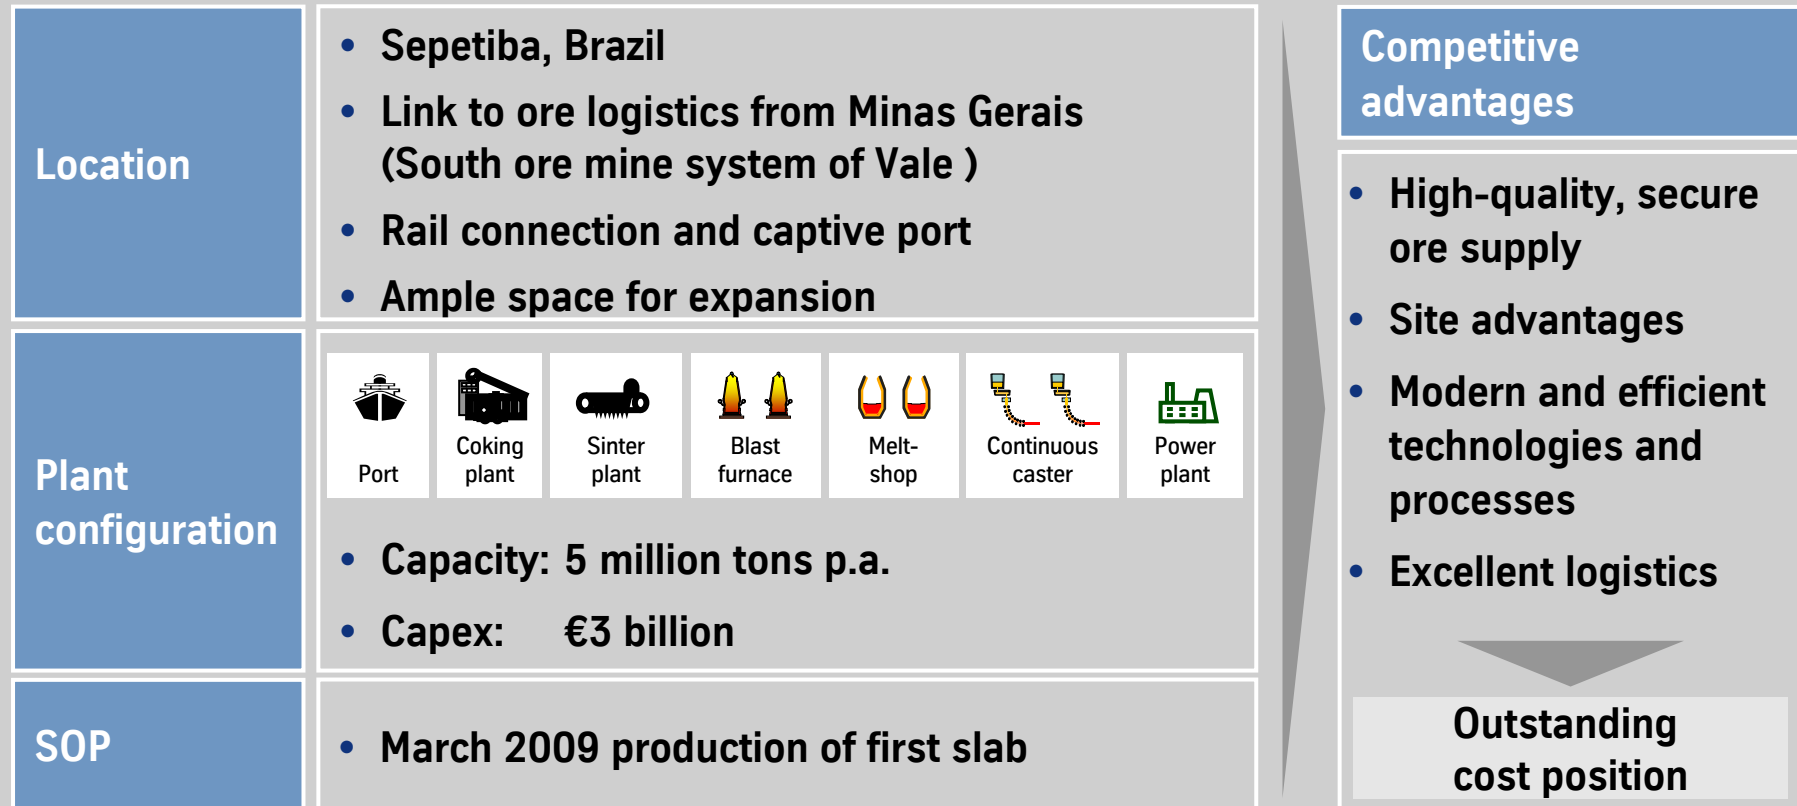 Location
• Sepetiba, Brazil
• Link to ore logistics from Minas Gerais
(South ore mine system of Vale )
• Rail connection and captive port
• Ample space for expansion
Plant
configuration
Port
Coking
plant
Sinter
plant
Blast
furnace
Melt-
shop
Continuous
caster
Power
plant
• Capacity: 5 million tons p.a.
• Capex: €3 billion
SOP
• March 2009 production of first slab
Competitive
advantages
• High-quality, secure
ore supply
• Site advantages
• Modern and efficient
technologies and
processes
• Excellent logistics
Outstanding
cost position